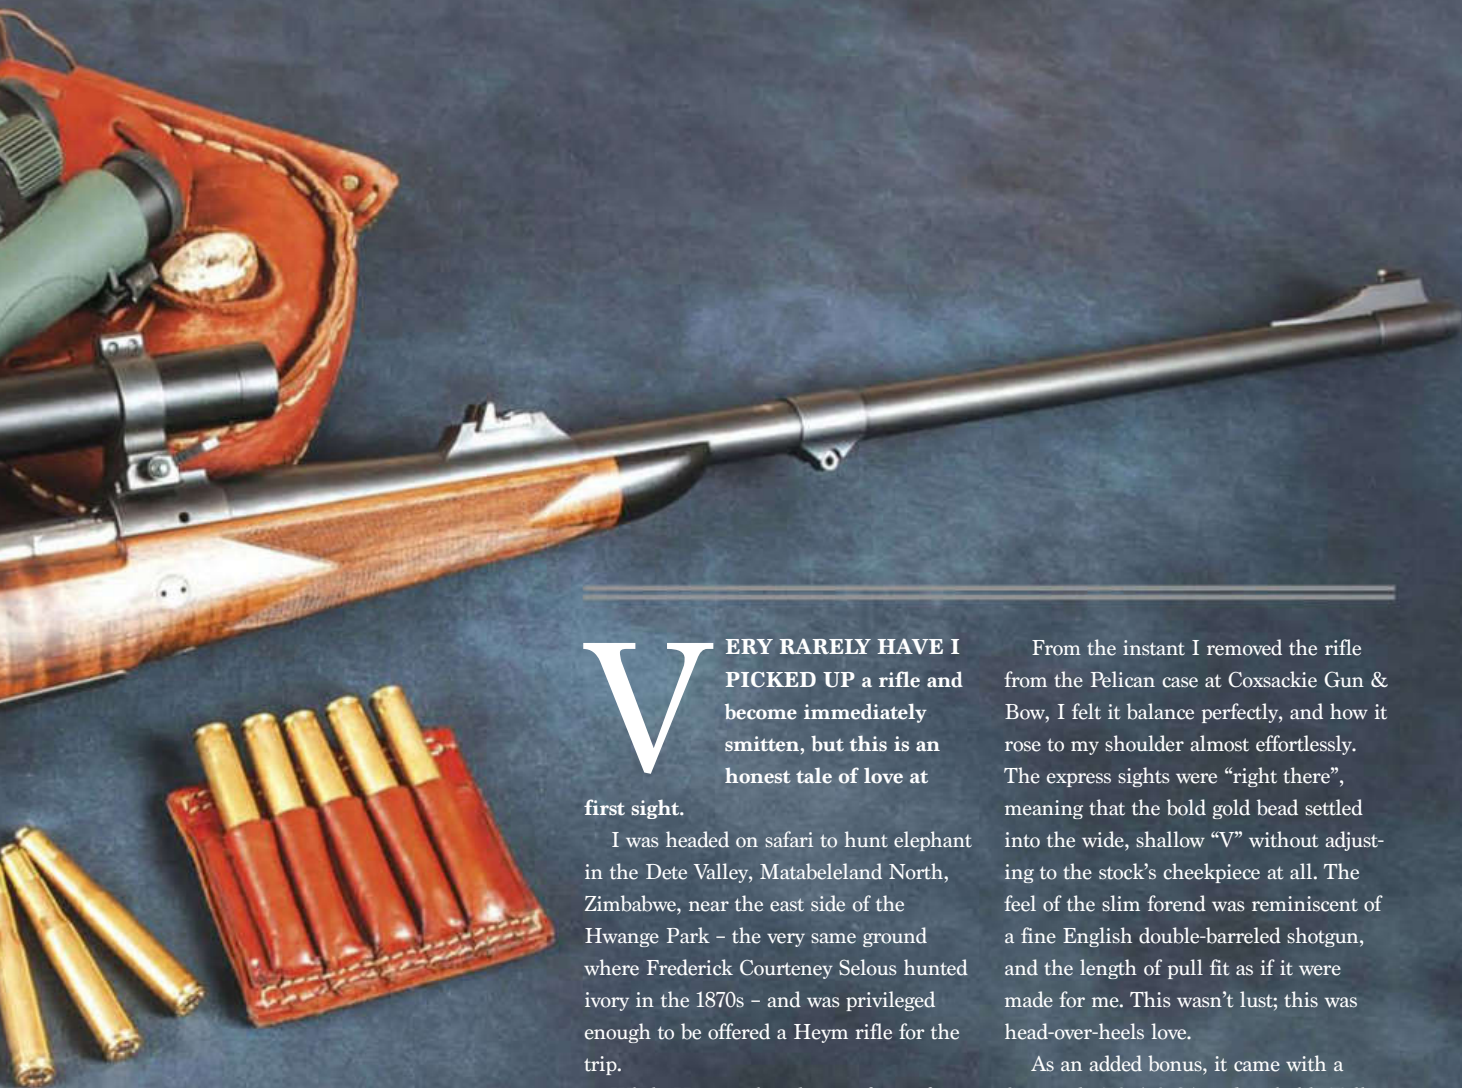 VERY RARELY HAVE I
PICKED UP a rifle and
become immediately
smitten, but this is an
honest tale of love at
first sight.
I was headed on safari to hunt elephant
in the Dete Valley, Matabeleland North,
Zimbabwe, near the east side of the
Hwange Park – the very same ground
where Frederick Courteney Selous hunted
ivory in the 1870s – and was privileged
enough to be offered a Heym rifle for the
trip.
From the instant I removed the rifle
from the Pelican case at Coxsackie Gun &
Bow, I felt it balance perfectly, and how it
rose to my shoulder almost effortlessly.
The express sights were “right there”,
meaning that the bold gold bead settled
into the wide, shallow “V” without adjust-
ing to the stock’s cheekpiece at all. The
feel of the slim forend was reminiscent of
a fine English double-barreled shotgun,
and the length of pull fit as if it were
made for me. This wasn’t lust; this was
head-over-heels love.
As an added bonus, it came with a